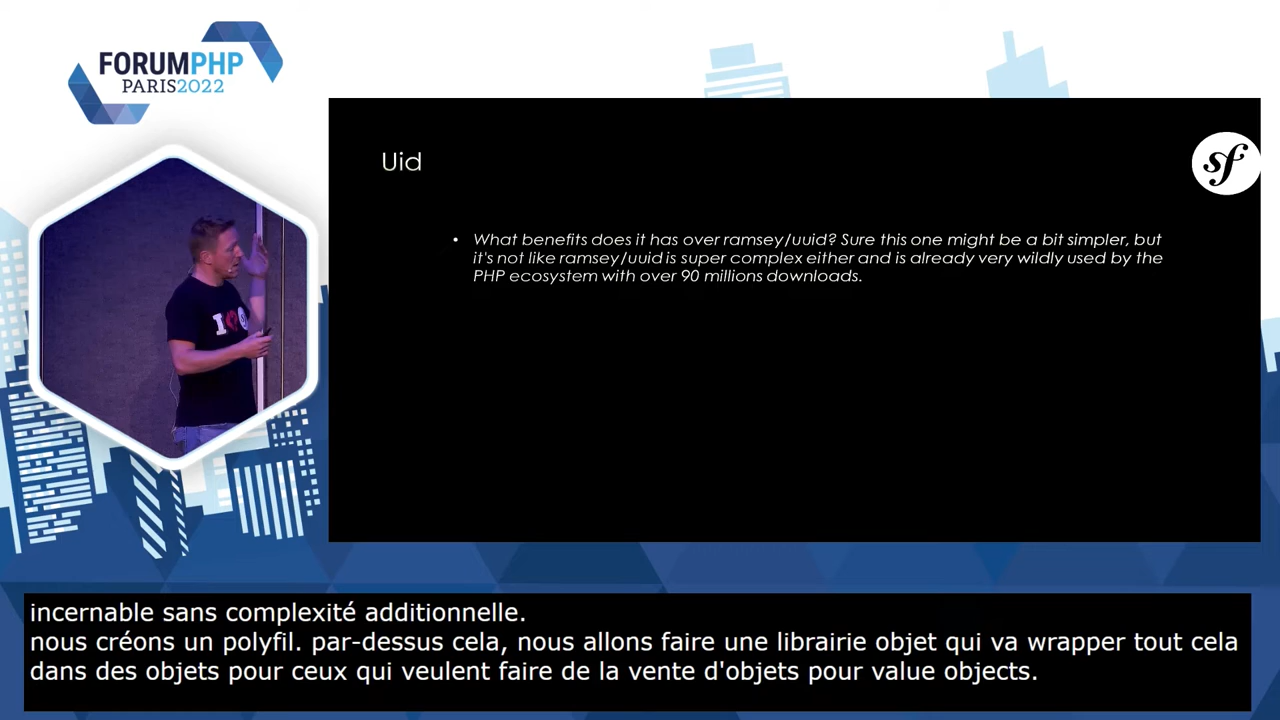 FORUMPHP
PARIS2022
Uid
sf
• What benefits does it has over ramsey/uuid? Sure this one might be a bit simpler, but
it's not like ramsey/uuid is super complex either and is already very wildly used by the
PHP ecosystem with over 90 millions downloads.
I
incernable sans complexité additionnelle.
nous créons un polyfil. par-dessus cela, nous allons faire une librairie objet qui va wrapper tout cela
dans des objets pour ceux qui veulent faire de la vente d'objets pour value objects.